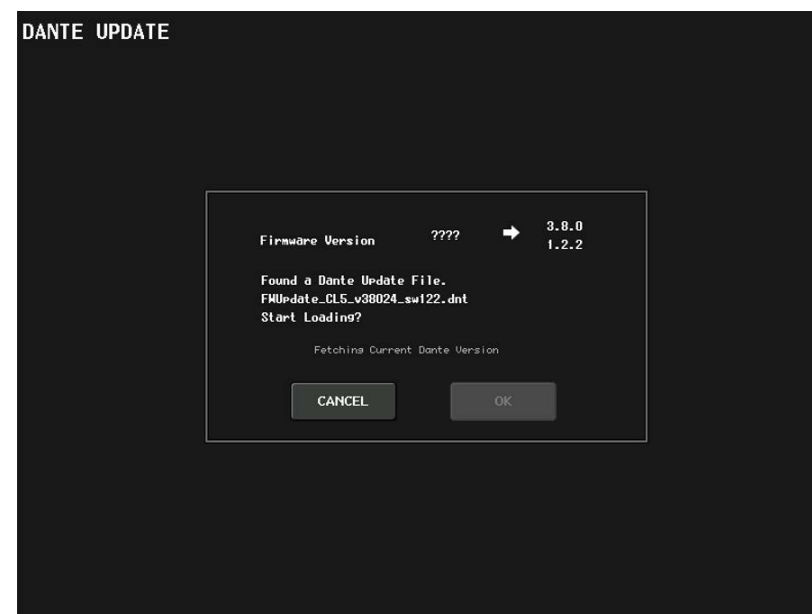 DANTE UPDATE
Firmware Version ???? 3.8.0
1.2.2
Found a Dante Update File.
FWUpdate_CL5_v38024_sw122.dnt
Start Loading?
Fetching Current Dante Version
CANCEL OK